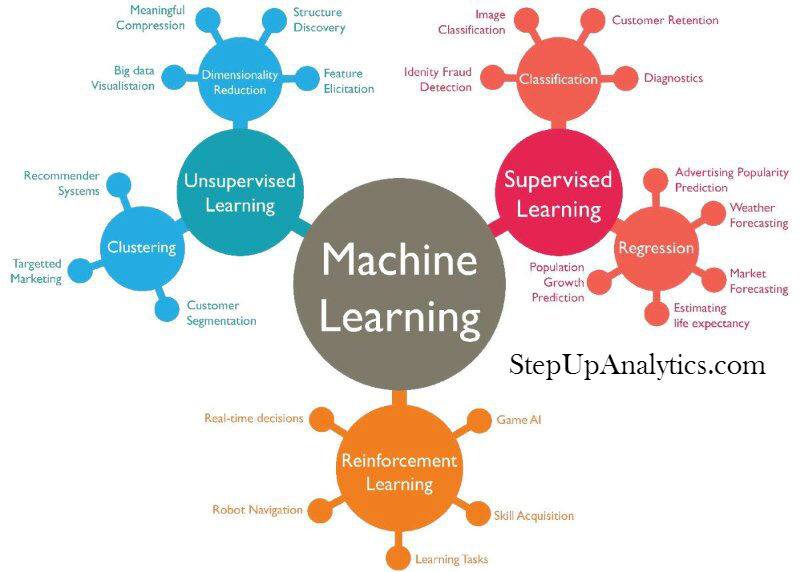 Meaningful
Compression
Structure
Discovery
Big data
Visualistaion
Dimensionality
Reduction
Feature
Elicitation
Unsupervised
Learning
Recommender
Systems
Clustering
Targetted
Marketing
Customer
Segmentation
Image
Classification
Customer Retention
Idenity Fraud
Detection
Classification
Diagnostics
Supervised
Learning
Advertising Popularity
Prediction
Weather
Forecasting
Regression
Population
Growth
Prediction
Market
Forecasting
Estimating
life expectancy
Machine
Learning
StepUpAnalytics.com
Real-time decisions
Game AI
Reinforcement
Learning
Robot Navigation
Skill Acquisition
Learning Tasks